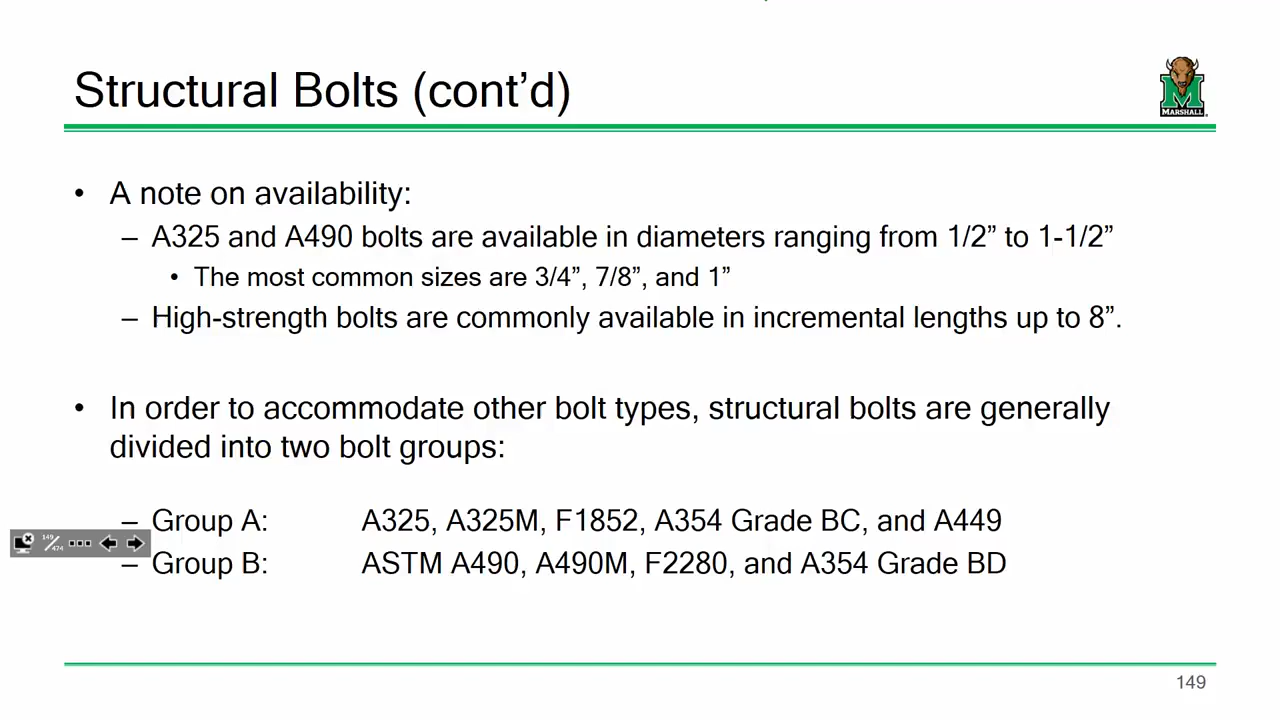 Structural Bolts (cont’d)
MARSHALL
• A note on availability:
– A325 and A490 bolts are available in diameters ranging from 1/2” to 1-1/2”
• The most common sizes are 3/4”, 7/8”, and 1”
– High-strength bolts are commonly available in incremental lengths up to 8”.
• In order to accommodate other bolt types, structural bolts are generally
divided into two bolt groups:
– Group A: A325, A325M, F1852, A354 Grade BC, and A449
149/474
– Group B: ASTM A490, A490M, F2280, and A354 Grade BD
149